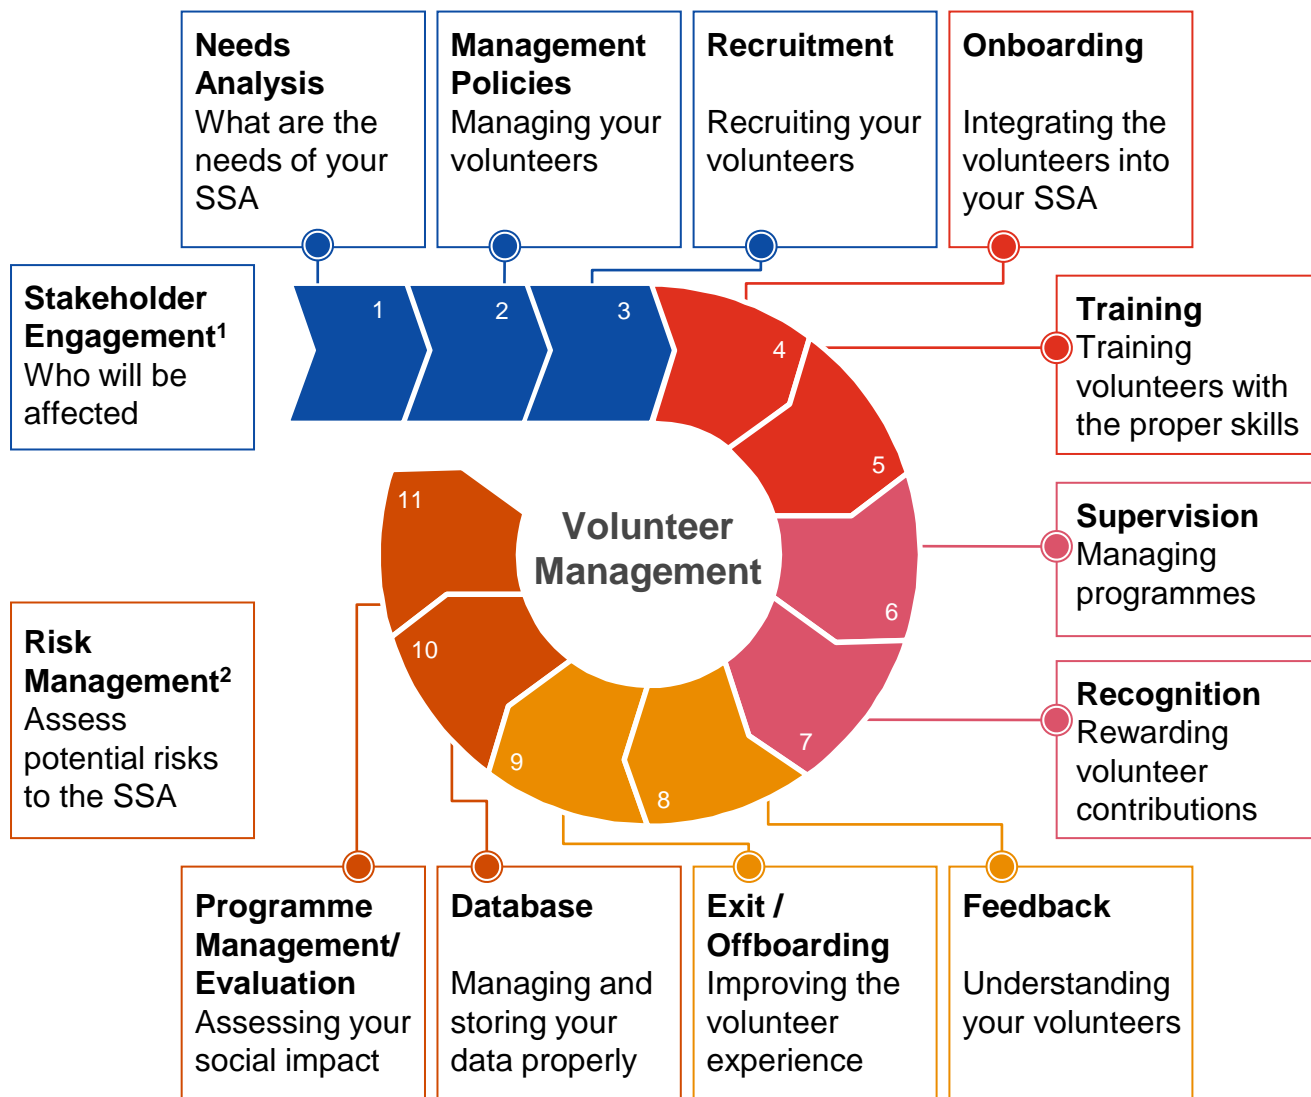 Needs
Analysis
What are the
needs of your
SSA
Management
Policies
Managing your
volunteers
Recruitment
Recruiting your
volunteers
Onboarding
Integrating the
volunteers into
your SSA
Stakeholder
Engagement¹
Who will be
affected
1
2
3
4
5
6
7
8
9
10
11
Volunteer
Management
Training
Training
volunteers with
the proper skills
Supervision
Managing
programmes
Recognition
Rewarding
volunteer
contributions
Risk
Management²
Assess
potential risks
to the SSA
Programme
Management/
Evaluation
Assessing your
social impact
Database
Managing and
storing your
data properly
Exit /
Offboarding
Improving the
volunteer
experience
Feedback
Understanding
your volunteers